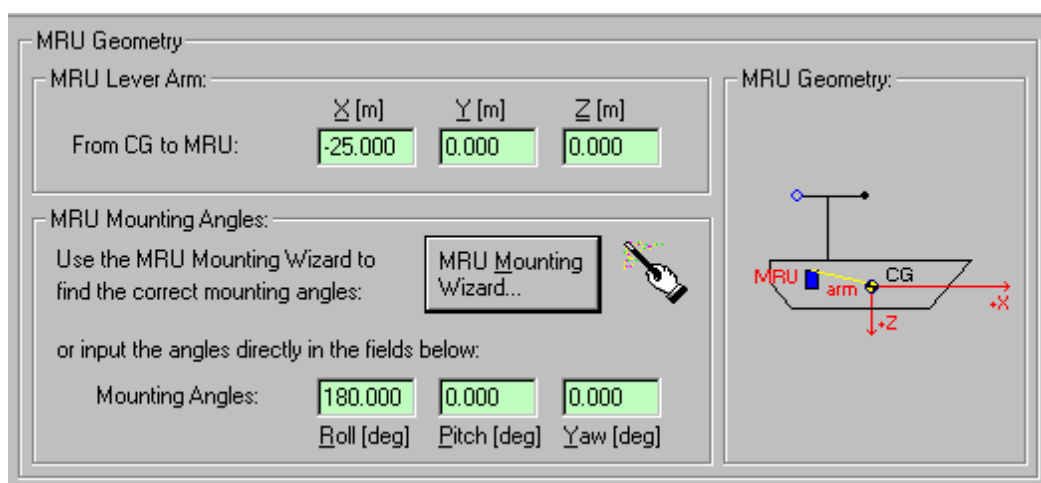 MRU Geometry
MRU Lever Arm:
X [m] Y [m] Z [m]
From CG to MRU: -25.000 0.000 0.000
MRU Mounting Angles:
Use the MRU Mounting Wizard to
find the correct mounting angles:
MRU Mounting
Wizard...
or input the angles directly in the fields below:
Mounting Angles: 180.000 0.000 0.000
Roll [deg] Pitch [deg] Yaw [deg]
MRU Geometry:
MRU arm CG
+X
+Z